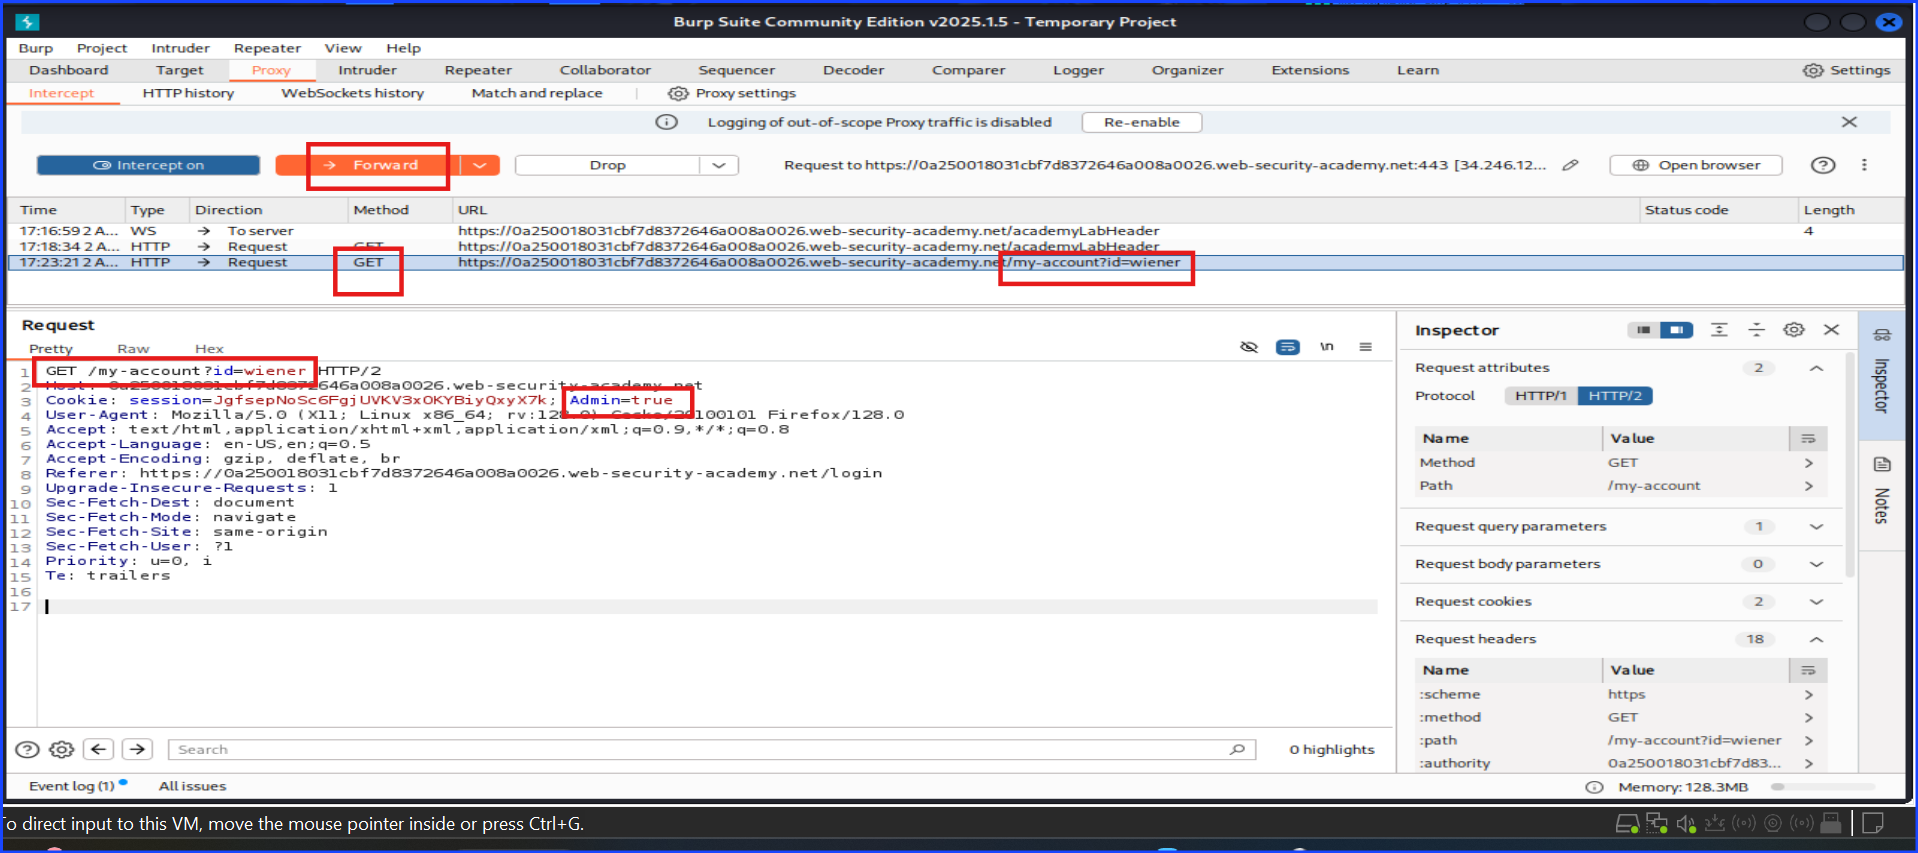 Burp Suite Community Edition v2025.1.5 - Temporary Project
Burp Project Intruder Repeater View Help
Dashboard Target Proxy Intruder Repeater Collaborator Sequencer Decoder Comparer Logger Organizer Extensions Learn Settings
Intercept HTTP history WebSockets history Match and replace Proxy settings
Logging of out-of-scope Proxy traffic is disabled Re-enable
Intercept on Forward Drop Request to https://0a250018031cbf7d8372646a008a0026.web-security-academy.net:443 [34.246.12... Open browser
Time Type Direction Method URL Status code Length
17:16:59 2 A... WS To server https://0a250018031cbf7d8372646a008a0026.web-security-academy.net/academyLabHeader 4
17:18:34 2 A... HTTP Request GET https://0a250018031cbf7d8372646a008a0026.web-security-academy.net/academyLabHeader
17:23:21 2 A... HTTP Request GET https://0a250018031cbf7d8372646a008a0026.web-security-academy.net/my-account?id=wiener
Request
Pretty Raw Hex
\n
1 GET /my-account?id=wiener HTTP/2
2 Host: 0a250018031cbf7d8372646a008a0026.web-security-academy.net
3 Cookie: session=JgfsepNoSc6FgjUVKV3xOKYBiyQxyX7k; Admin=true
4 User-Agent: Mozilla/5.0 (X11; Linux x86_64; rv:128.0) Gecko/20100101 Firefox/128.0
5 Accept: text/html,application/xhtml+xml,application/xml;q=0.9,*/*;q=0.8
6 Accept-Language: en-US,en;q=0.5
7 Accept-Encoding: gzip, deflate, br
8 Referer: https://0a250018031cbf7d8372646a008a0026.web-security-academy.net/login
9 Upgrade-Insecure-Requests: 1
10 Sec-Fetch-Dest: document
11 Sec-Fetch-Mode: navigate
12 Sec-Fetch-Site: same-origin
13 Sec-Fetch-User: ?1
14 Priority: u=0, i
15 Te: trailers
16
17
Search 0 highlights
Inspector
Request attributes 2
Protocol HTTP/1 HTTP/2
Name Value
Method GET
Path /my-account
Request query parameters 1
Request body parameters 0
Request cookies 2
Request headers 18
Name Value
:scheme https
:method GET
:path /my-account?id=wiener
:authority 0a250018031cbf7d83...
Inspector
Notes
Event log (1) All issues Memory: 128.3MB
To direct input to this VM, move the mouse pointer inside or press Ctrl+G.